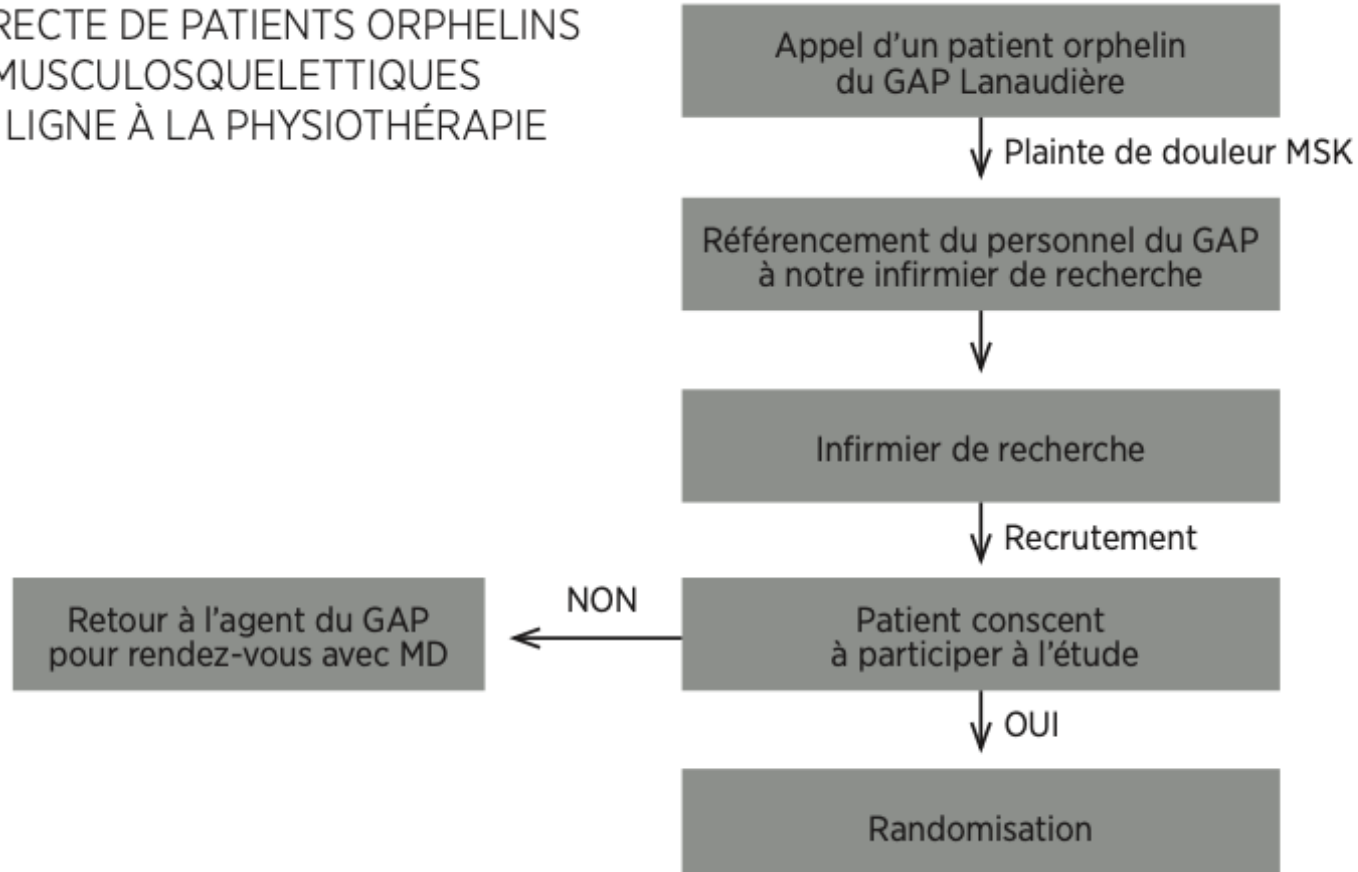 RECTE DE PATIENTS ORPHELINS
MUSCULOSQUELETTIQUES
LIGNE À LA PHYSIOTHÉRAPIE
Appel d'un patient orphelin
du GAP Lanaudière
Plainte de douleur MSK
Référencement du personnel du GAP
à notre infirmier de recherche
Infirmier de recherche
Recrutement
Patient conscent
à participer à l'étude
NON
Retour à l'agent du GAP
pour rendez-vous avec MD
OUI
Randomisation